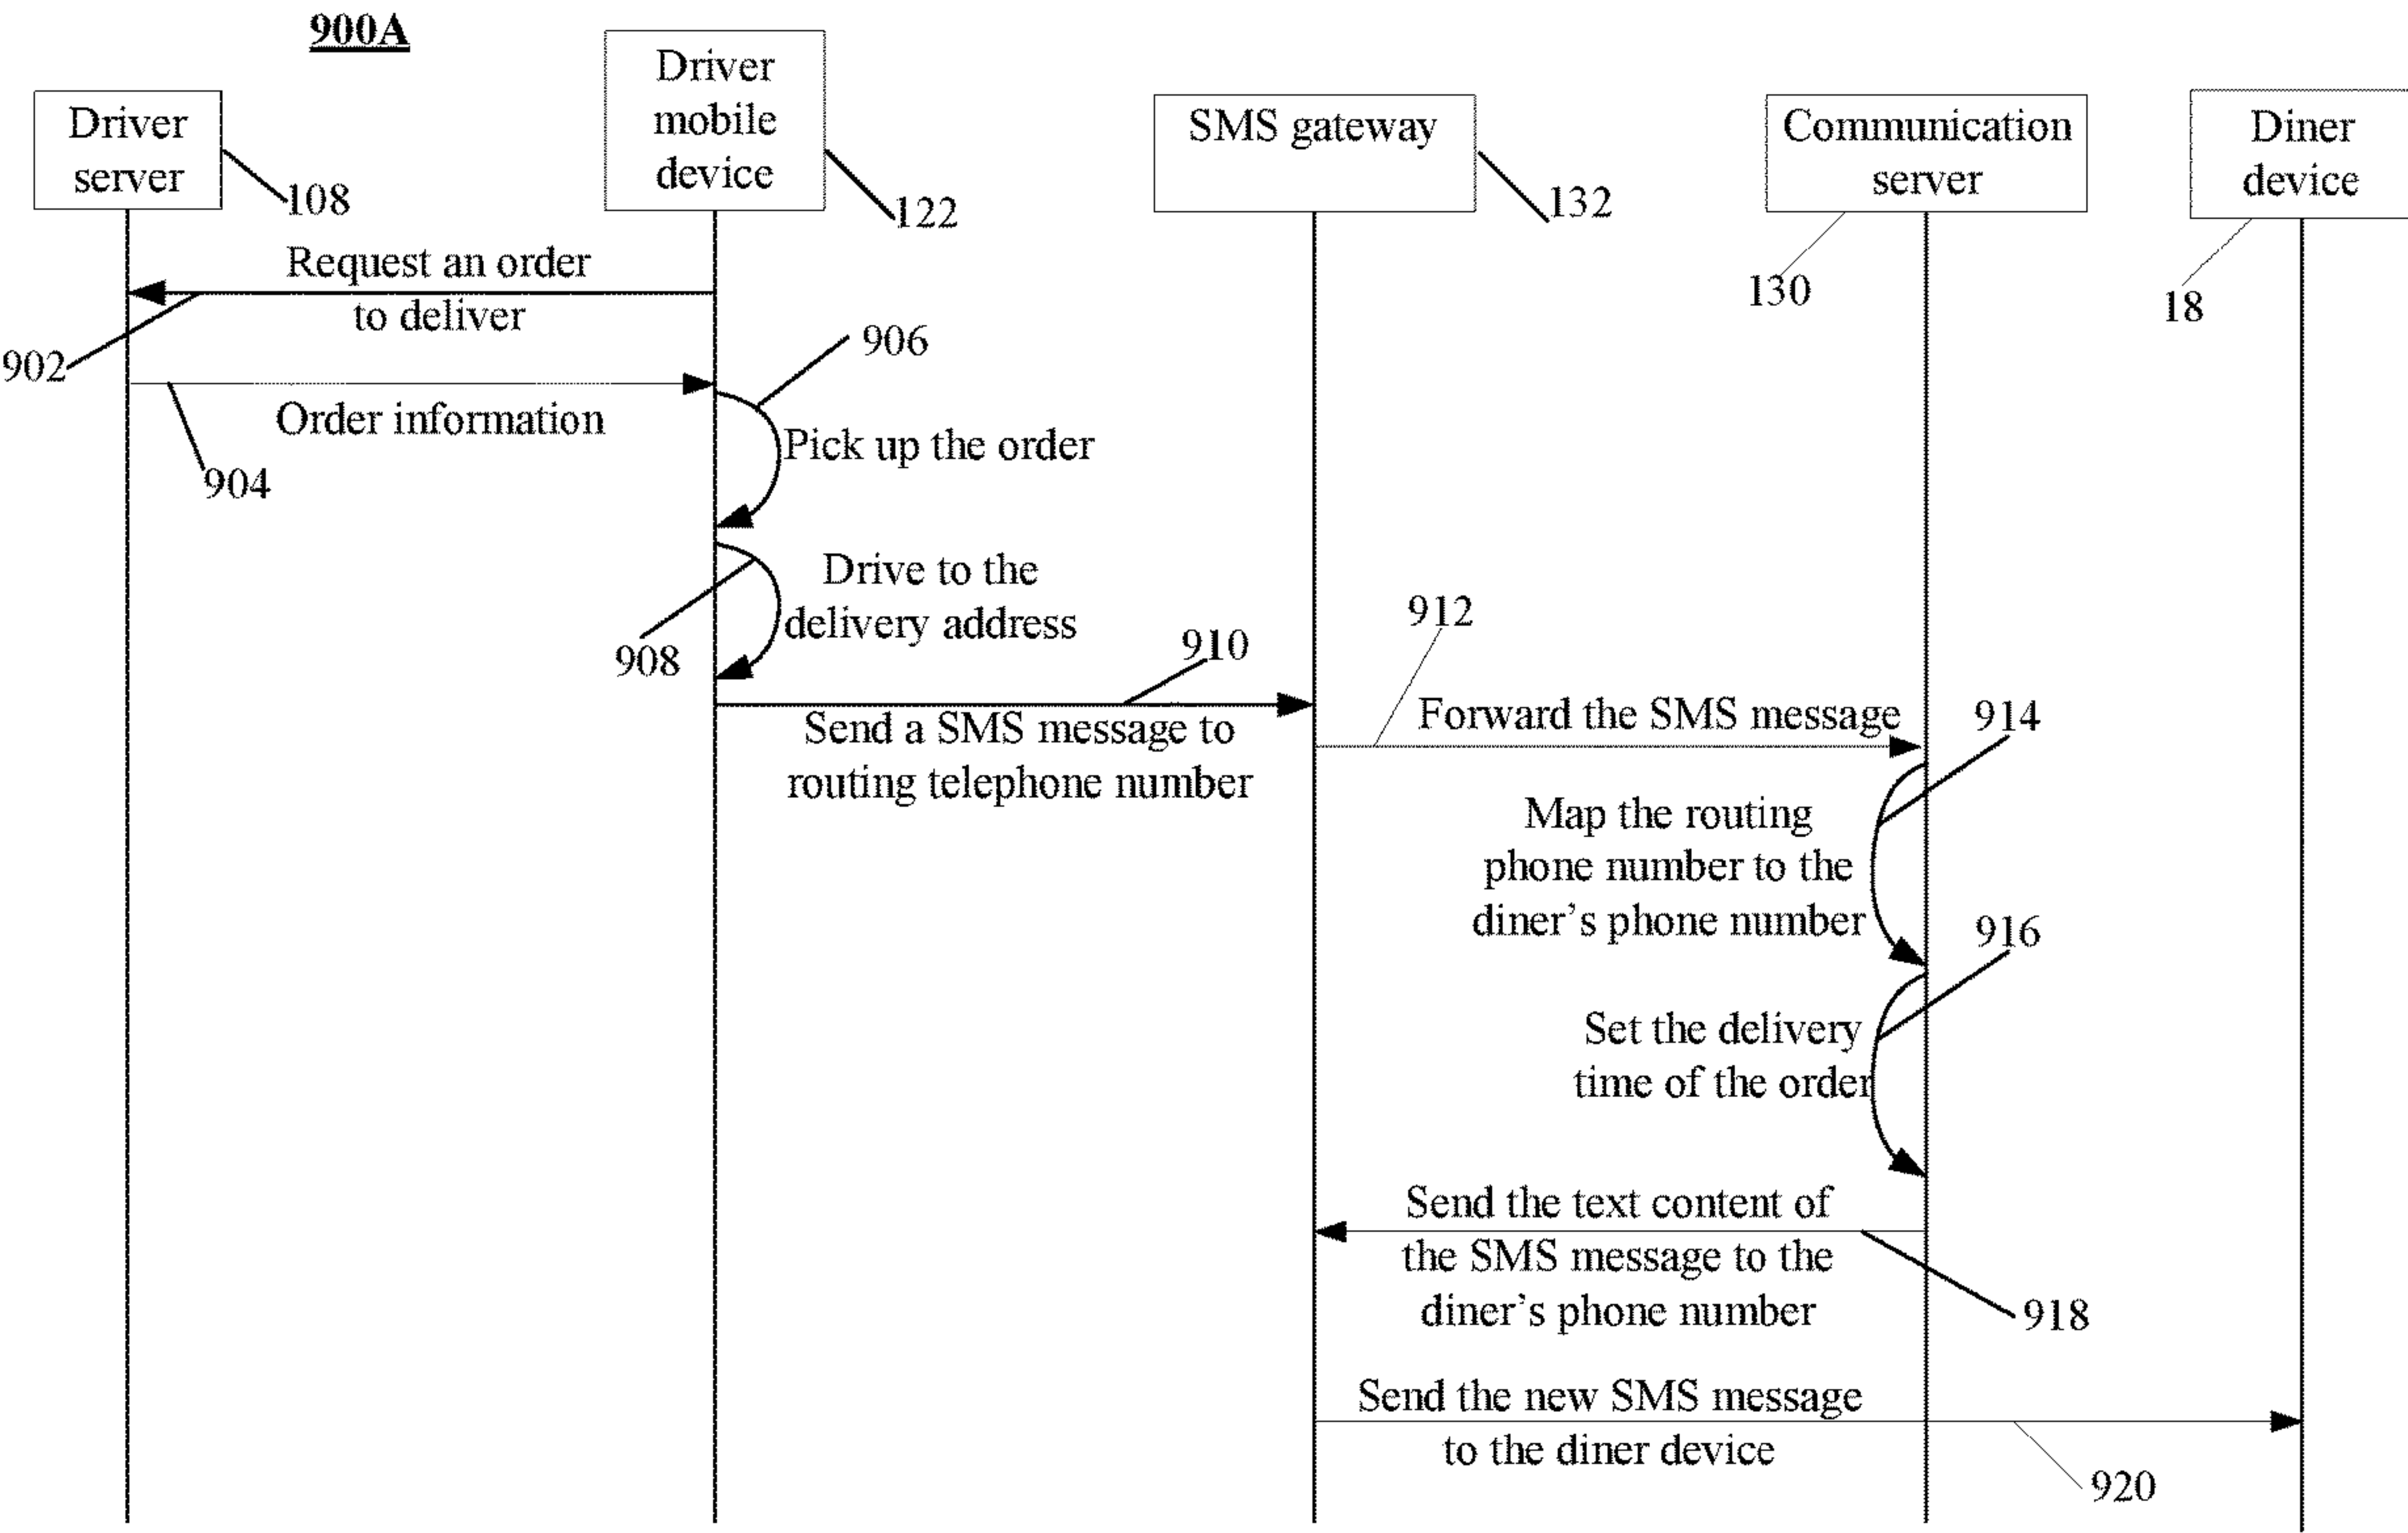 900A
Driver
server
108
Driver
mobile
device
122
SMS gateway
132
Communication
server
130
Diner
device
18
Request an order
to deliver
902
906
Order information
904
Pick up the order
Drive to the
delivery address
908
910
Send a SMS message to
routing telephone number
912
Forward the SMS message
914
Map the routing
phone number to the
diner's phone number
916
Set the delivery
time of the order
Send the text content of
the SMS message to the
diner's phone number
918
Send the new SMS message
to the diner device
920